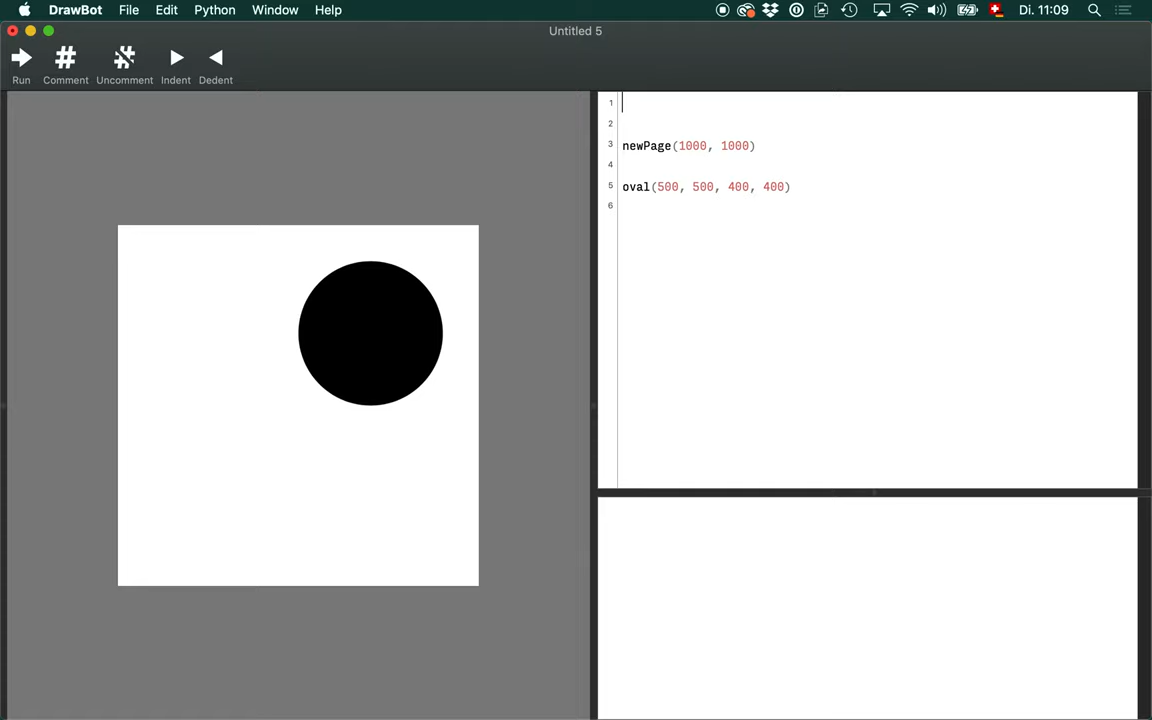 DrawBot File Edit Python Window Help Di. 11:09
Untitled 5
Run Comment Uncomment Indent Dedent
1
2
3 newPage(1000, 1000)
4
5 oval(500, 500, 400, 400)
6